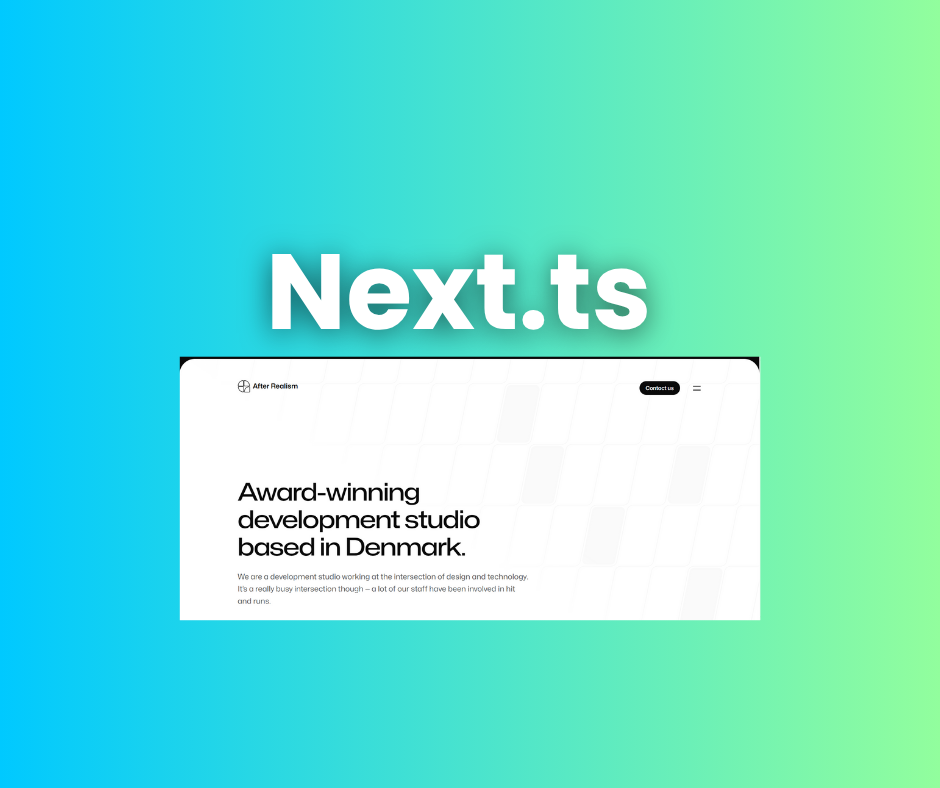 Next.ts
After Realism
Contact us
Award-winning
development studio
based in Denmark.
We are a development studio working at the intersection of design and technology.
It's a really busy intersection though — a lot of our staff have been involved in hit
and runs.